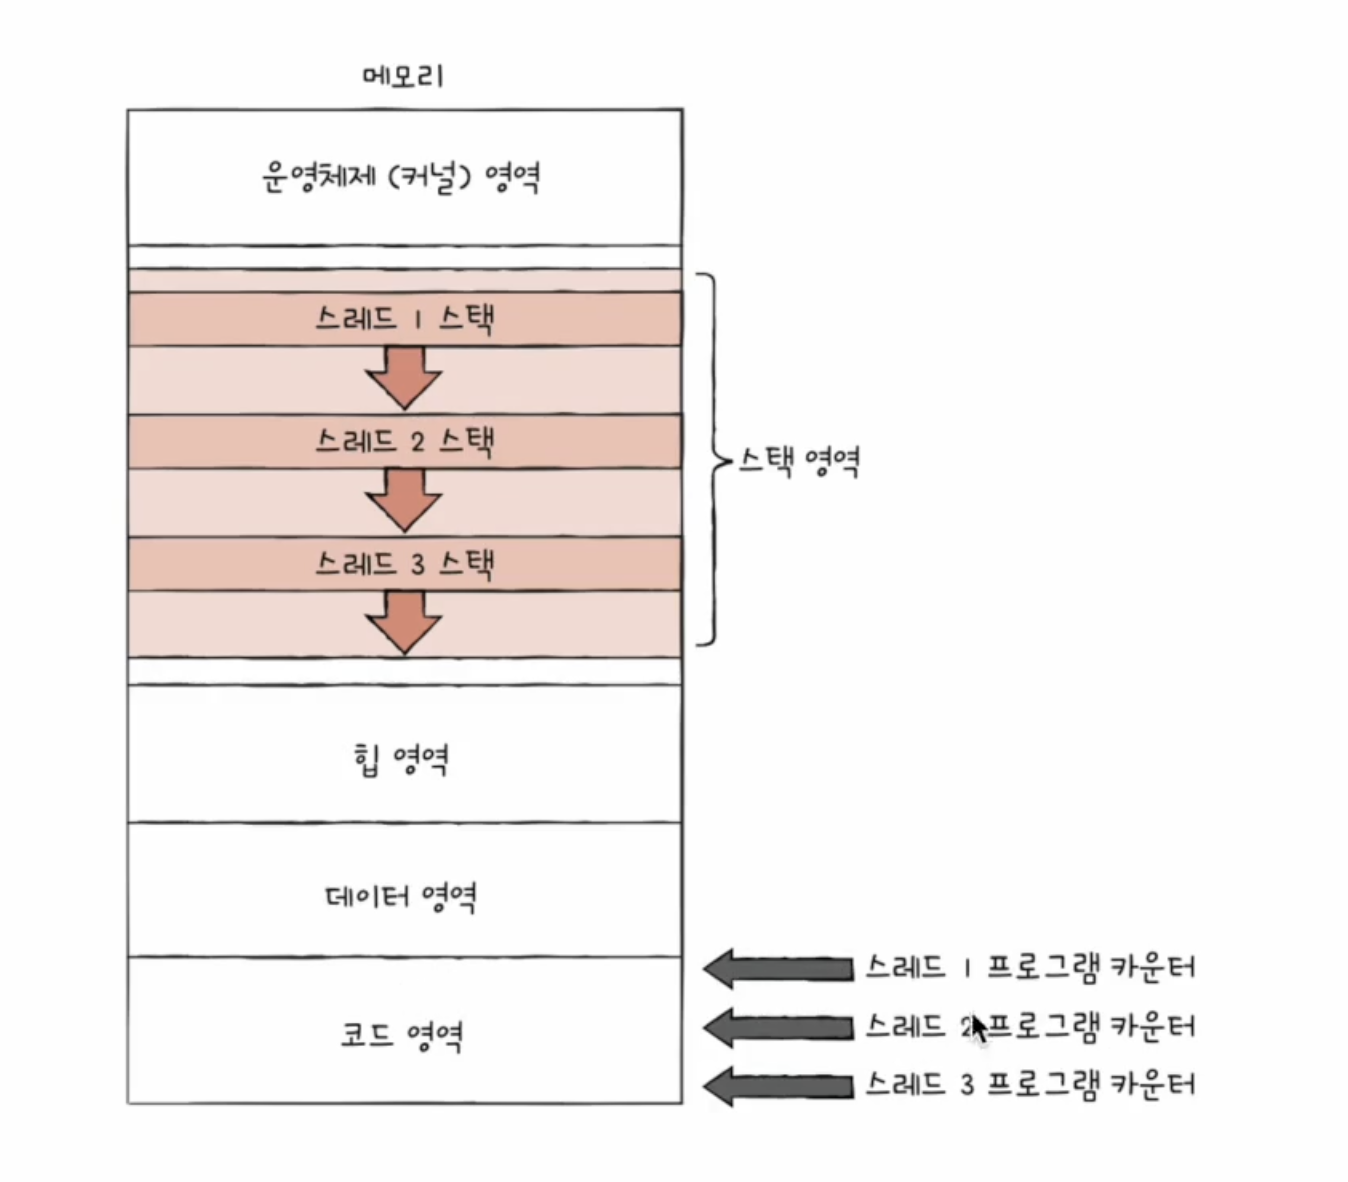 메모리
운영체제 (커널) 영역
스레드 1 스택
스레드 2 스택
스택 영역
스레드 3 스택
힙 영역
데이터 영역
스레드 1 프로그램 카운터
코드 영역
스레드 2 프로그램 카운터
스레드 3 프로그램 카운터